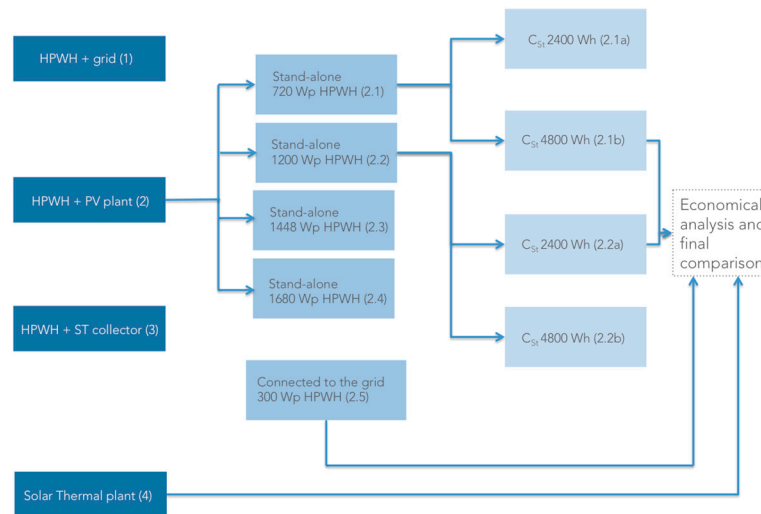 HPWH + grid (1)
HPWH + PV plant (2)
HPWH + ST collector (3)
Solar Thermal plant (4)
Stand-alone
720 Wp HPWH (2.1)
Stand-alone
1200 Wp HPWH (2.2)
Stand-alone
1448 Wp HPWH (2.3)
Stand-alone
1680 Wp HPWH (2.4)
Connected to the grid
300 Wp HPWH (2.5)
CSt 2400 Wh (2.1a)
CSt 4800 Wh (2.1b)
CSt 2400 Wh (2.2a)
CSt 4800 Wh (2.2b)
Economical
analysis and
final
comparison